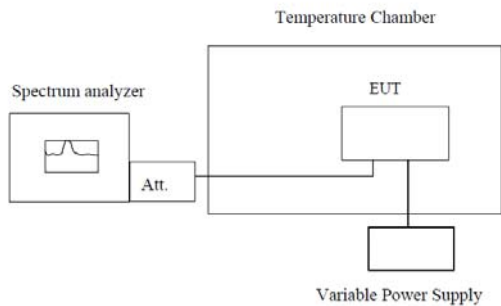 Temperature Chamber
Spectrum analyzer
EUT
Att.
Variable Power Supply